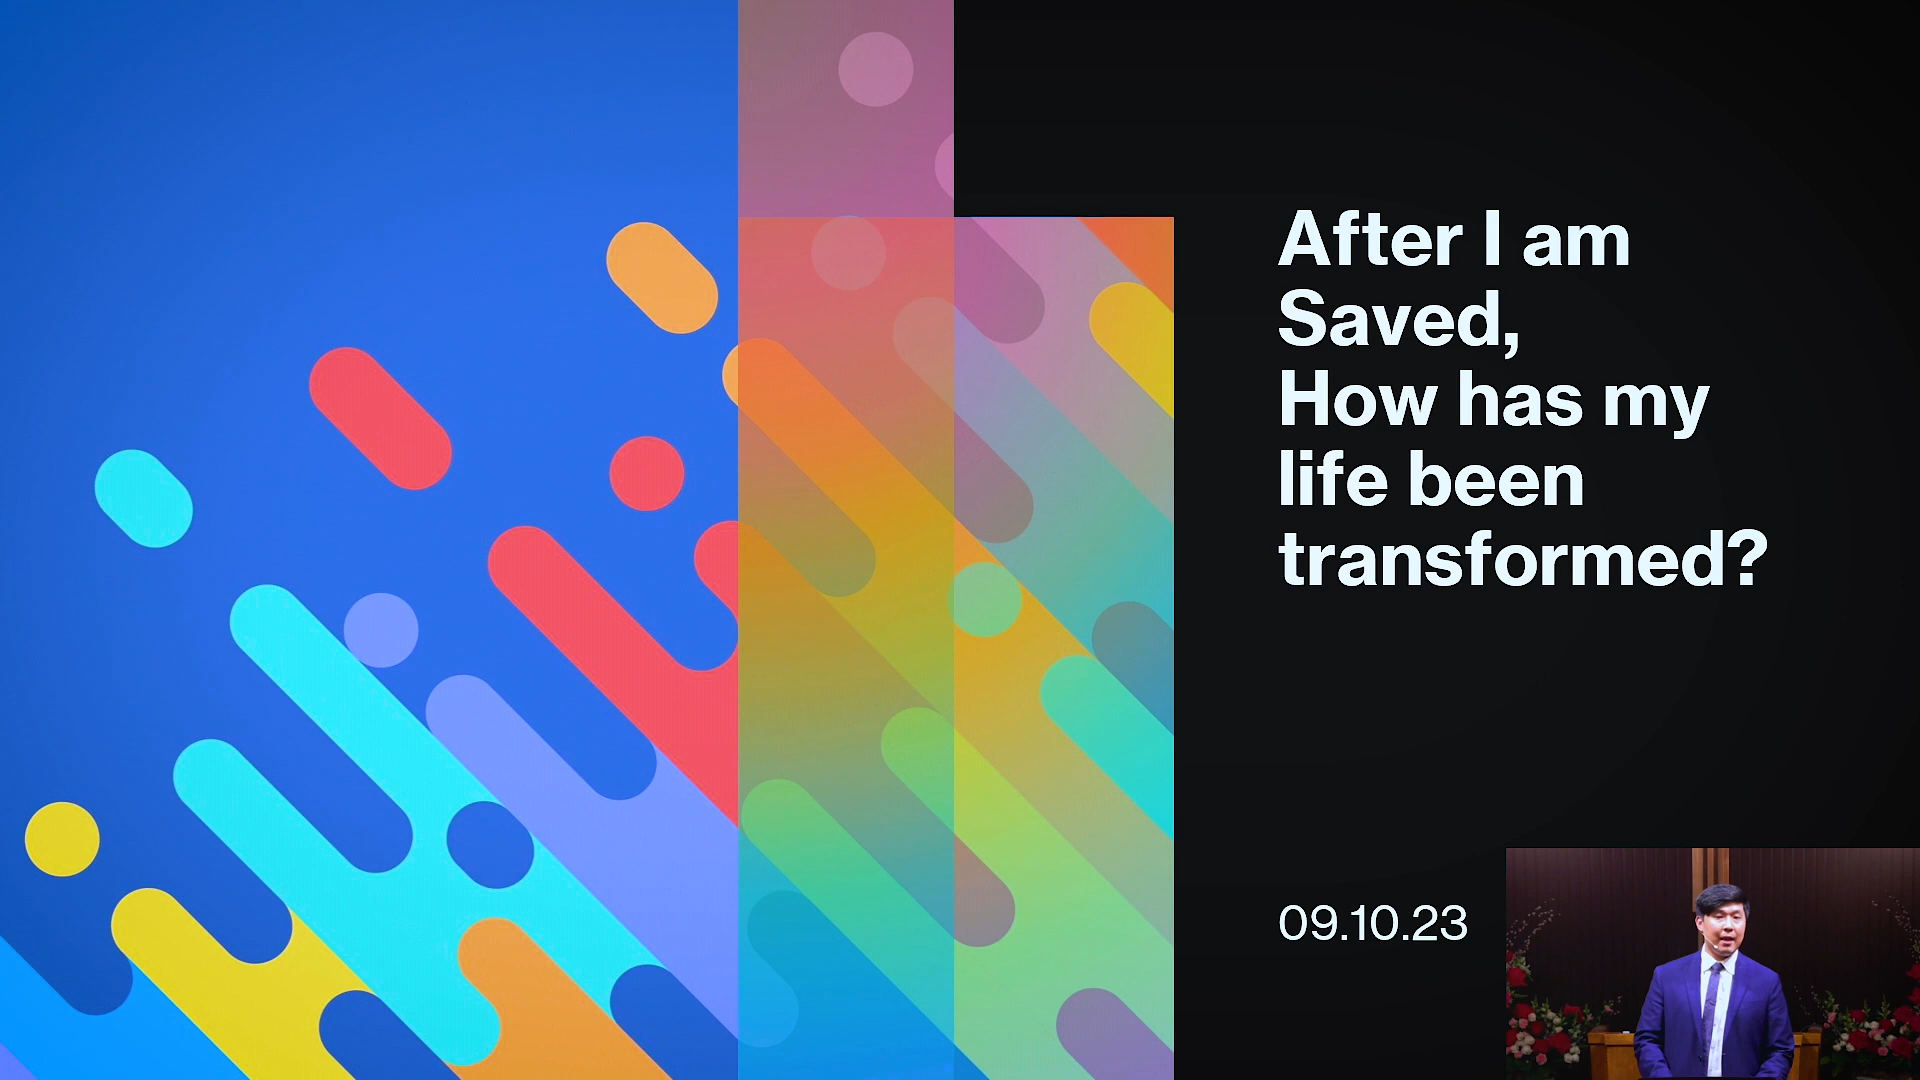 After I am
Saved,
How has my
life been
transformed?
09.10.23